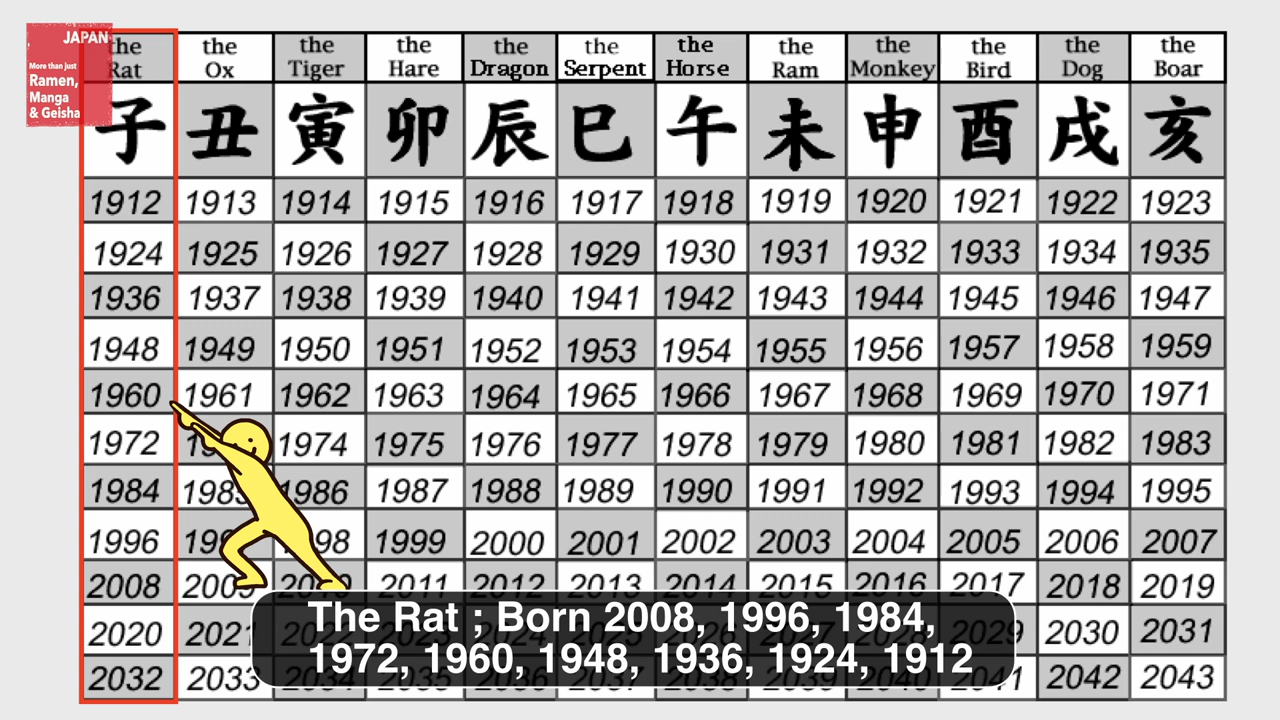 JAPAN
More than just
Ramen,
Manga
& Geisha
the Rat the Ox the Tiger the Hare the Dragon the Serpent the Horse the Ram the Monkey the Bird the Dog the Boar
子 丑 寅 卯 辰 巳 午 未 申 酉 戌 亥
1912 1913 1914 1915 1916 1917 1918 1919 1920 1921 1922 1923
1924 1925 1926 1927 1928 1929 1930 1931 1932 1933 1934 1935
1936 1937 1938 1939 1940 1941 1942 1943 1944 1945 1946 1947
1948 1949 1950 1951 1952 1953 1954 1955 1956 1957 1958 1959
1960 1961 1962 1963 1964 1965 1966 1967 1968 1969 1970 1971
1972 1974 1975 1976 1977 1978 1979 1980 1981 1982 1983
1984 1985 1986 1987 1988 1989 1990 1991 1992 1993 1994 1995
1996 1999 2000 2001 2002 2003 2004 2005 2006 2007
2008 2009 2010 2011 2012 2013 2014 2015 2016 2017 2018 2019
2020 2021 2029 2030 2031
2032 2033 2042 2043
The Rat ; Born 2008, 1996, 1984,
1972, 1960, 1948, 1936, 1924, 1912